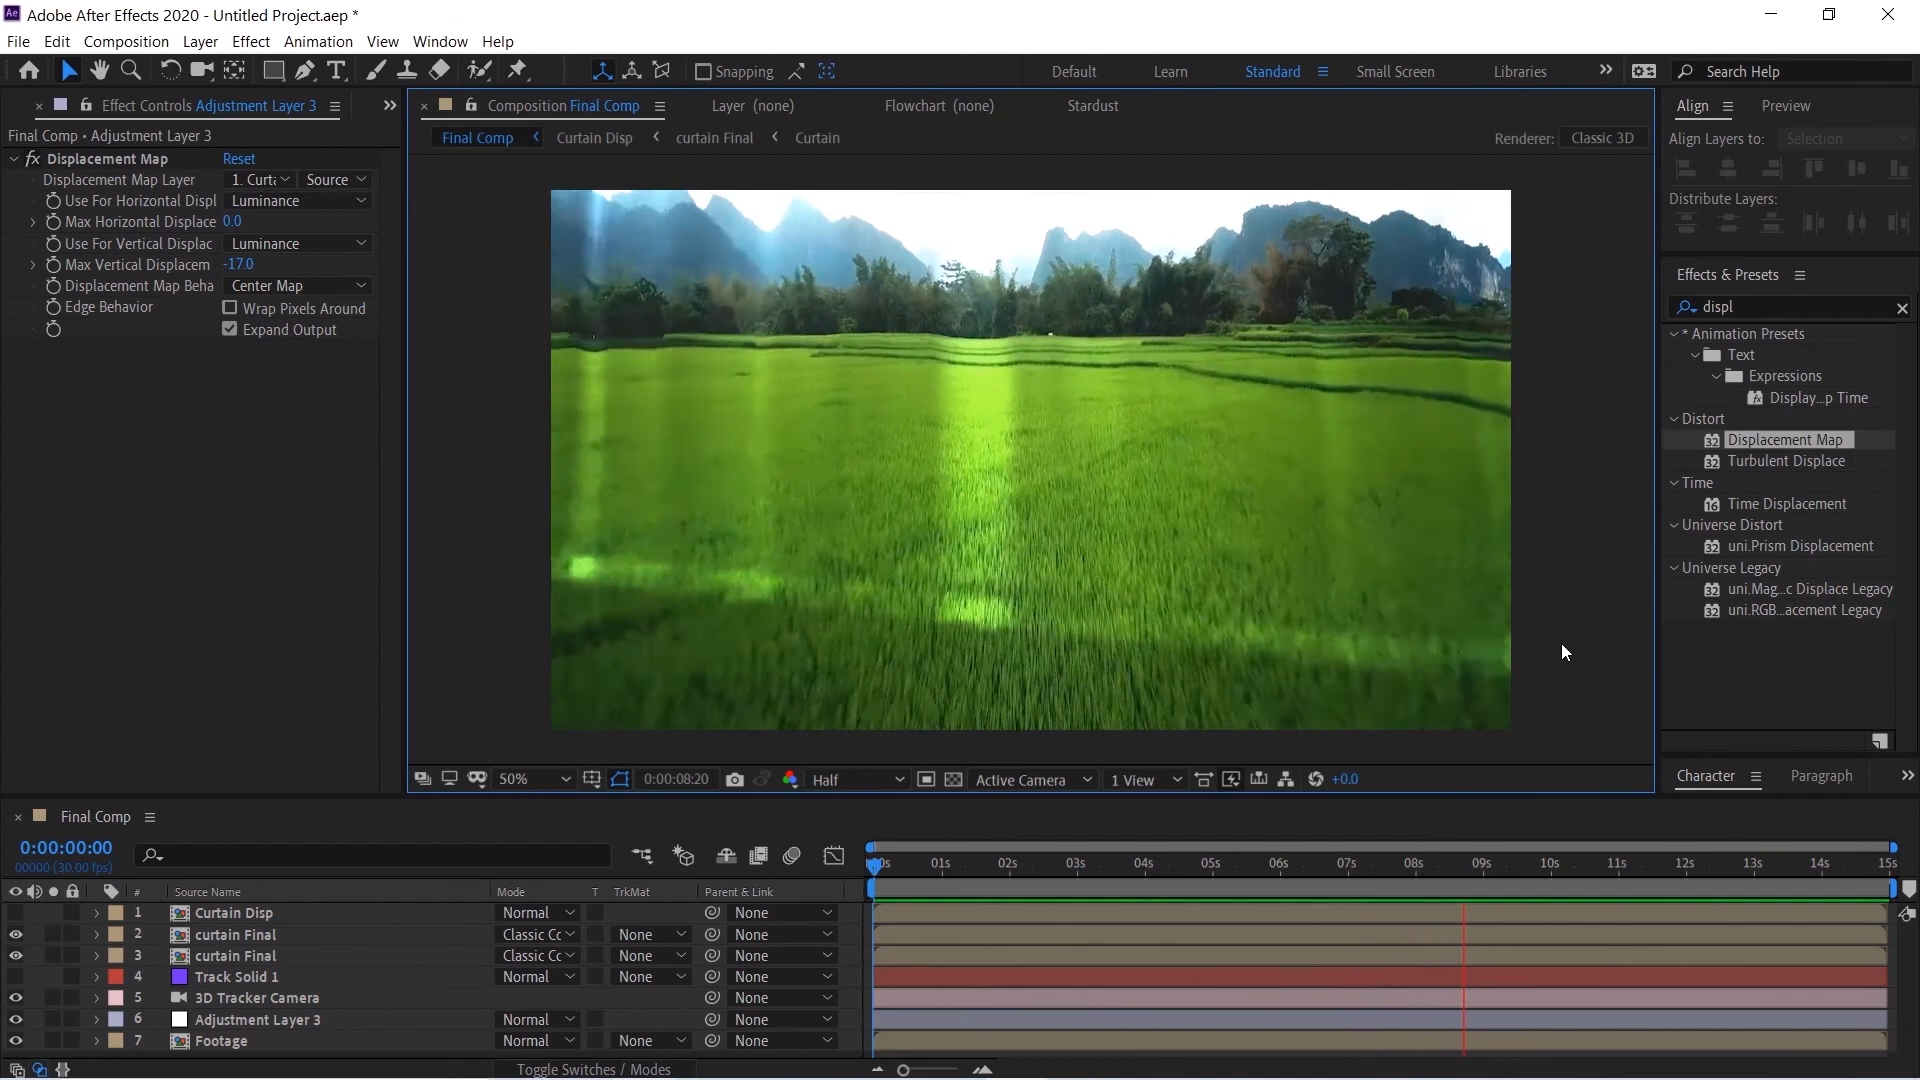 Adobe After Effects 2020 - Untitled Project.aep *
File Edit Composition Layer Effect Animation View Window Help
Snapping Default Learn Standard Small Screen Libraries Search Help
Effect Controls Adjustment Layer 3
Final Comp • Adjustment Layer 3
fx Displacement Map Reset
Displacement Map Layer 1. Curta Source
Use For Horizontal Displ Luminance
Max Horizontal Displace 0.0
Use For Vertical Displac Luminance
Max Vertical Displacem -17.0
Displacement Map Beha Center Map
Edge Behavior Wrap Pixels Around
Expand Output
Composition Final Comp Layer (none) Flowchart (none) Stardust
Final Comp Curtain Disp curtain Final Curtain Renderer: Classic 3D
50% 0:00:08:20 Half Active Camera 1 View +0.0
Align Preview
Align Layers to: Selection
Distribute Layers:
Effects & Presets
displ
* Animation Presets
Text
Expressions
Display...p Time
Distort
32 Displacement Map
32 Turbulent Displace
Time
16 Time Displacement
Universe Distort
32 uni.Prism Displacement
Universe Legacy
32 uni.Mag...c Displace Legacy
32 uni.RGB...acement Legacy
Character Paragraph
Final Comp
0:00:00:00
00000 (30.00 fps)
01s 02s 03s 04s 05s 06s 07s 08s 09s 10s 11s 12s 13s 14s 15s
# Source Name Mode T TrkMat Parent & Link
1 Curtain Disp Normal None
2 curtain Final Classic Cc None None
3 curtain Final Classic Cc None None
4 Track Solid 1 Normal None None
5 3D Tracker Camera None
6 Adjustment Layer 3 Normal None
7 Footage Normal None None
Toggle Switches / Modes